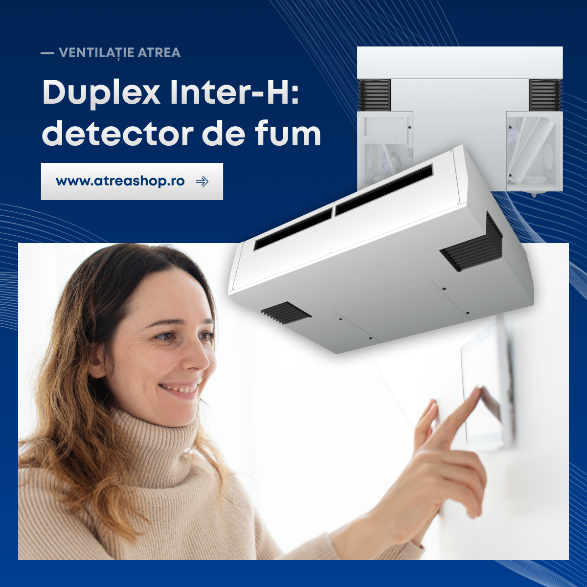 — VENTILAȚIE ATREA
Duplex Inter-H:
detector de fum
www.atreashop.ro →